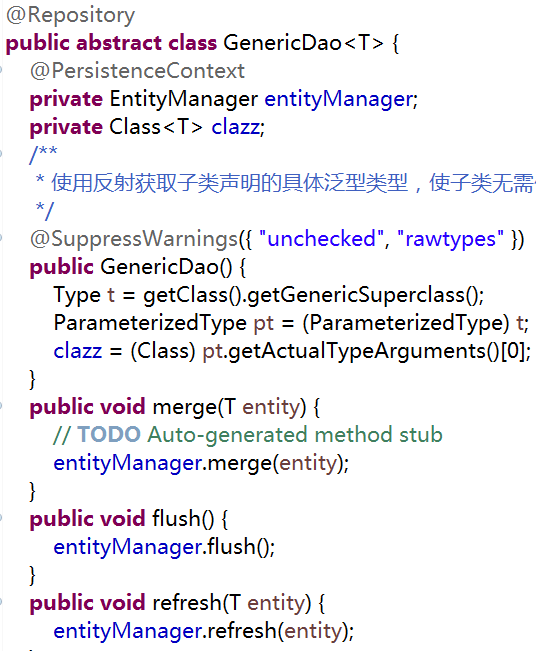 @Repository
public abstract class GenericDao<T> {
@PersistenceContext
private EntityManager entityManager;
private Class<T> clazz;
/**
* 使用反射获取子类声明的具体泛型类型，使子类无需
*/
@SuppressWarnings({ "unchecked", "rawtypes" })
public GenericDao() {
Type t = getClass().getGenericSuperclass();
ParameterizedType pt = (ParameterizedType) t;
clazz = (Class) pt.getActualTypeArguments()[0];
}
public void merge(T entity) {
// TODO Auto-generated method stub
entityManager.merge(entity);
}
public void flush() {
entityManager.flush();
}
public void refresh(T entity) {
entityManager.refresh(entity);